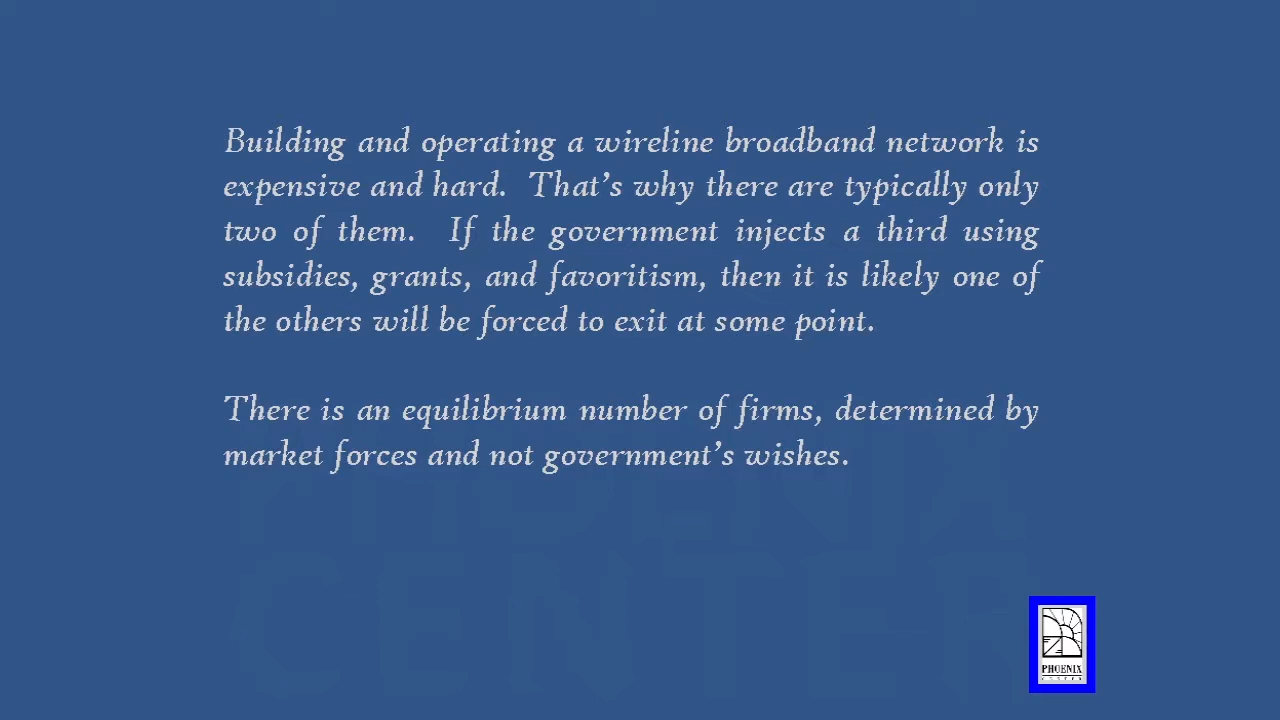 Building and operating a wireline broadband network is
expensive and hard. That's why there are typically only
two of them. If the government injects a third using
subsidies, grants, and favoritism, then it is likely one of
the others will be forced to exit at some point.
There is an equilibrium number of firms, determined by
market forces and not government's wishes.
PHOENIX
CENTER
PHOENIX
CENTER